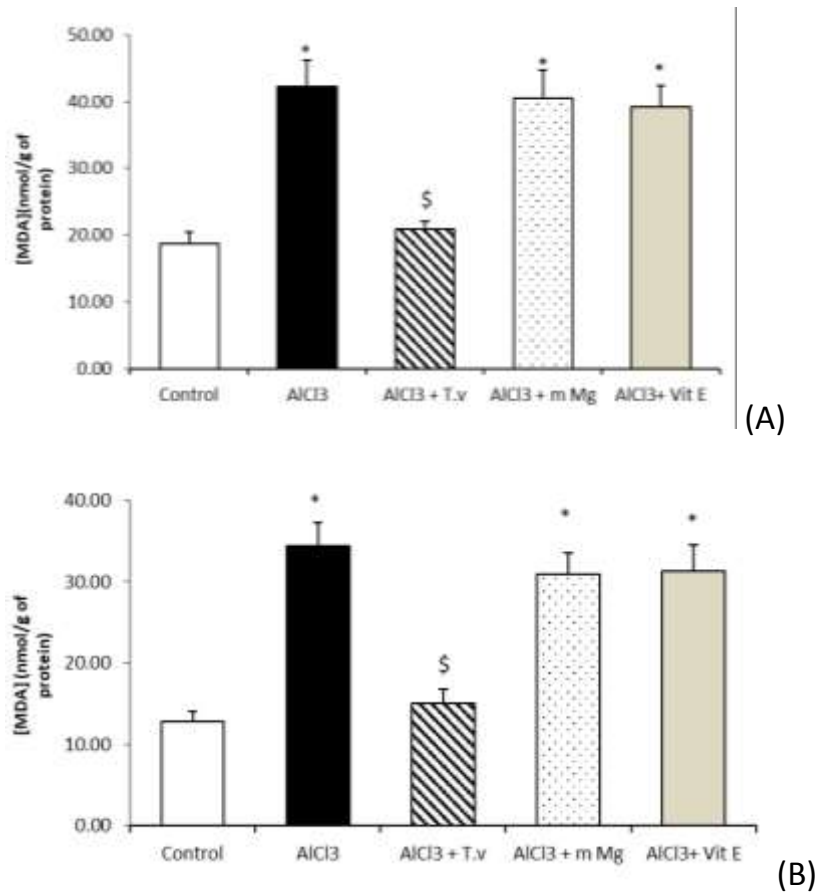 50.00
40.00
30.00
20.00
10.00
0.00
[MDA](nmol/g of
protein)
*
$
*
*
Control
AlCl3
AlCl3 + T.v
AlCl3 + m Mg
AlCl3+ Vit E
(A)
40.00
30.00
20.00
10.00
0.00
[MDA] (nmol/g of
protein)
*
$
*
*
Control
AlCl3
AlCl3 + T.v
AlCl3 + m Mg
AlCl3+ Vit E
(B)